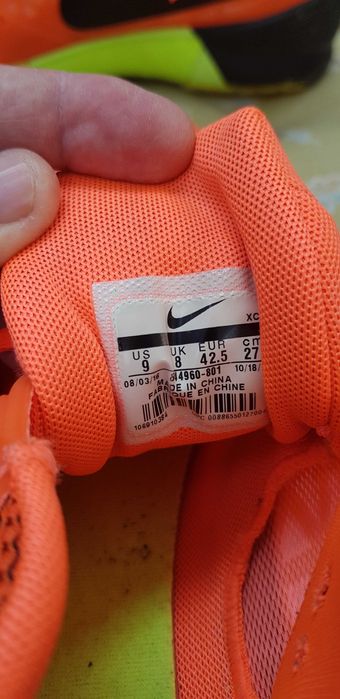 XC
US UK EUR cm
9 8 42.5 27
08/03/16 10/18/
44960-801
MADE IN CHINA
FABRIQUE EN CHINE